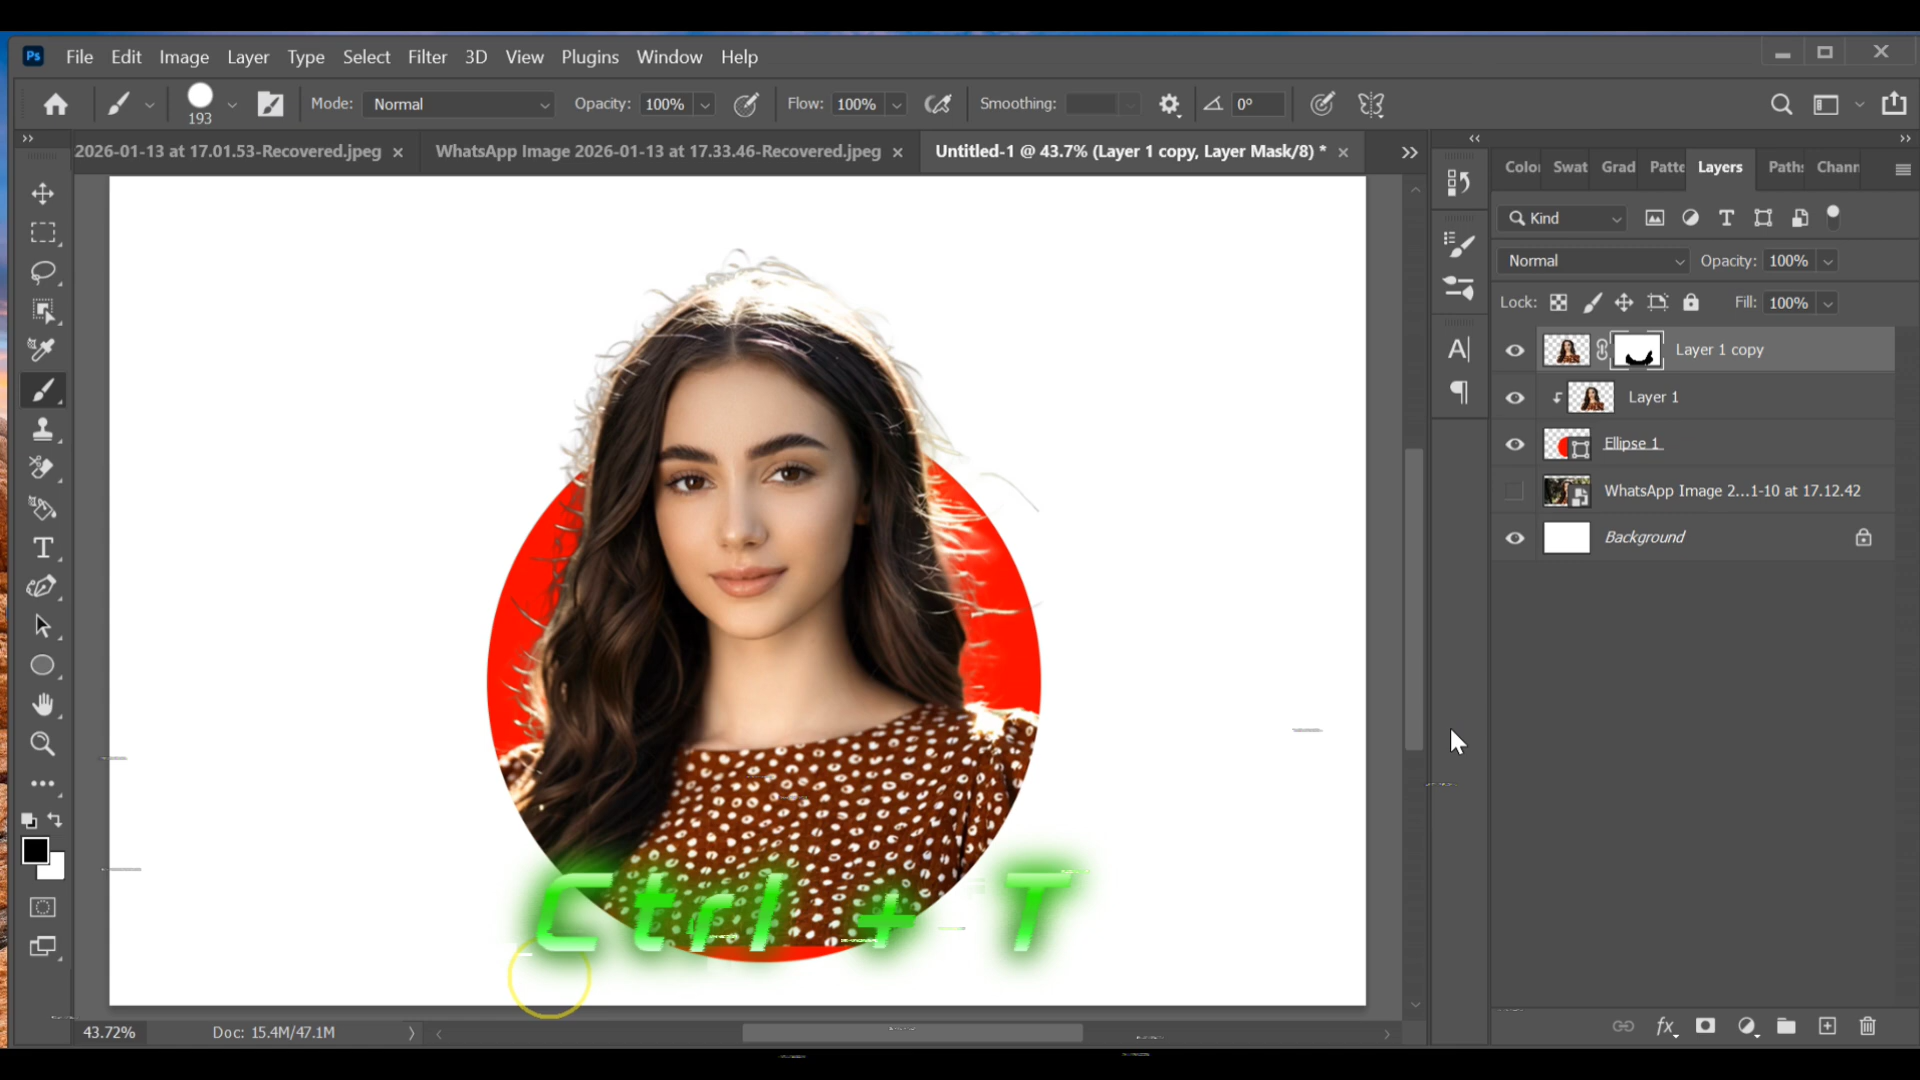 Ps File Edit Image Layer Type Select Filter 3D View Plugins Window Help
193 Mode: Normal Opacity: 100% Flow: 100% Smoothing: 0°
2026-01-13 at 17.01.53-Recovered.jpeg × WhatsApp Image 2026-01-13 at 17.33.46-Recovered.jpeg × Untitled-1 @ 43.7% (Layer 1 copy, Layer Mask/8) * ×
Color Swat Grad Patte Layers Paths Chann
Kind
Normal Opacity: 100%
Lock: Fill: 100%
Layer 1 copy
Layer 1
Ellipse 1
WhatsApp Image 2...1-10 at 17.12.42
Background
Ctrl + T
43.72% Doc: 15.4M/47.1M
fx